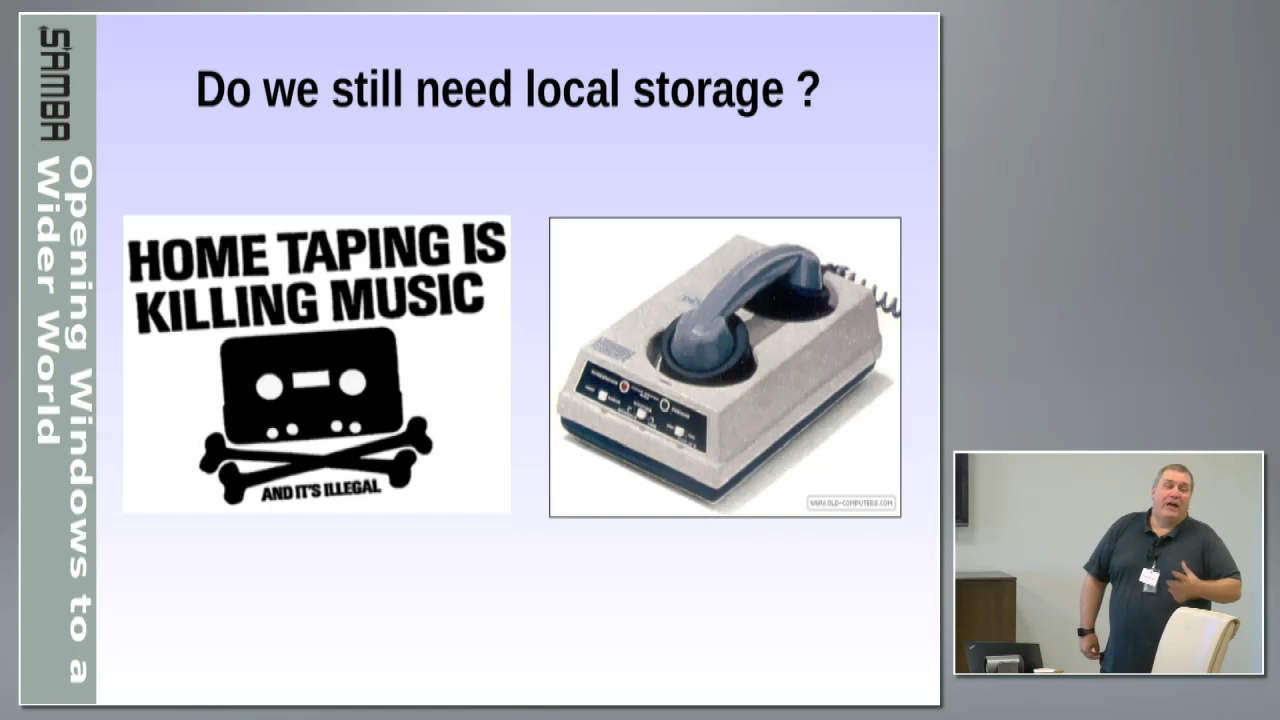 SAMBA
Opening Windows to a
Wider World
Do we still need local storage ?
HOME TAPING IS
KILLING MUSIC
AND IT'S ILLEGAL
WWW.OLD-COMPUTERS.COM